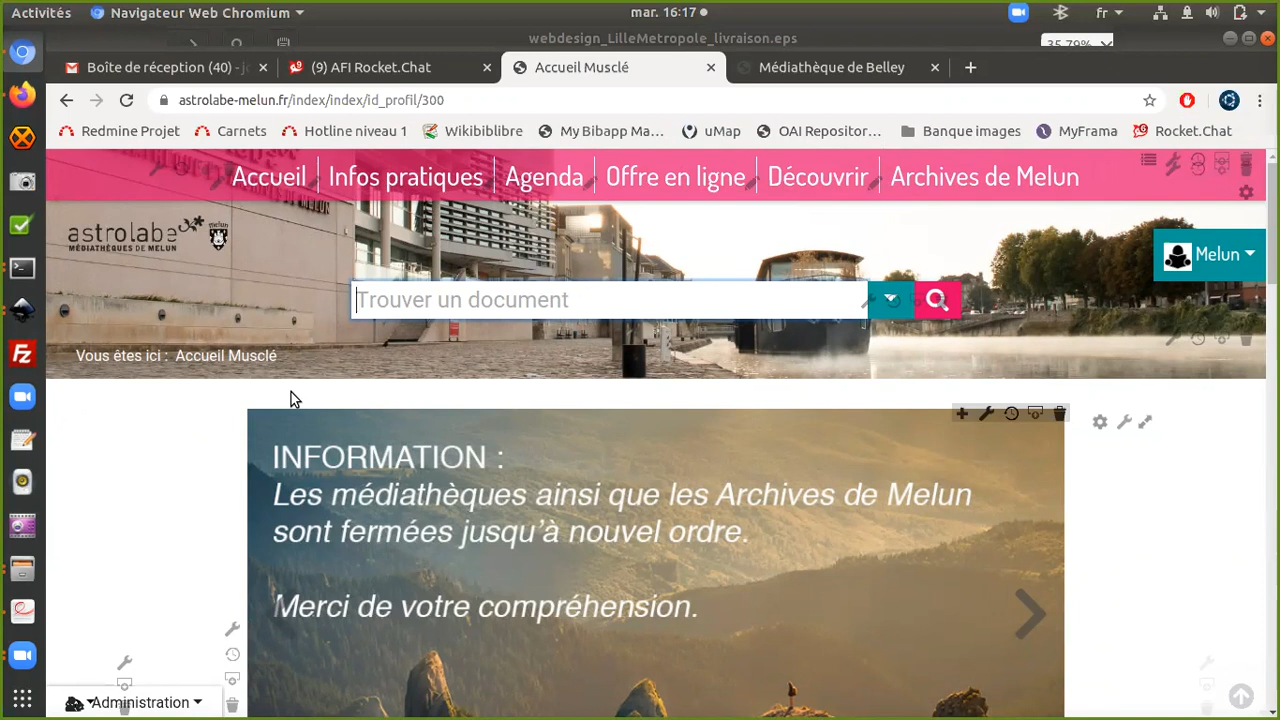 Activités Navigateur Web Chromium mar. 16:17 fr
webdesign_LilleMetropole_livraison.eps 35,79%
Boîte de réception (40) - j (9) AFI Rocket.Chat Accueil Musclé Médiathèque de Belley
astrolabe-melun.fr/index/index/id_profil/300
Redmine Projet Carnets Hotline niveau 1 Wikibiblibre My Bibapp Ma... uMap OAI Repositor... Banque images MyFrama Rocket.Chat
Accueil Infos pratiques Agenda Offre en ligne Découvrir Archives de Melun
astrolabe melun
MÉDIATHÈQUES DE MELUN
Melun
Trouver un document
Vous êtes ici : Accueil Musclé
INFORMATION :
Les médiathèques ainsi que les Archives de Melun
sont fermées jusqu'à nouvel ordre.
Merci de votre compréhension.
Administration